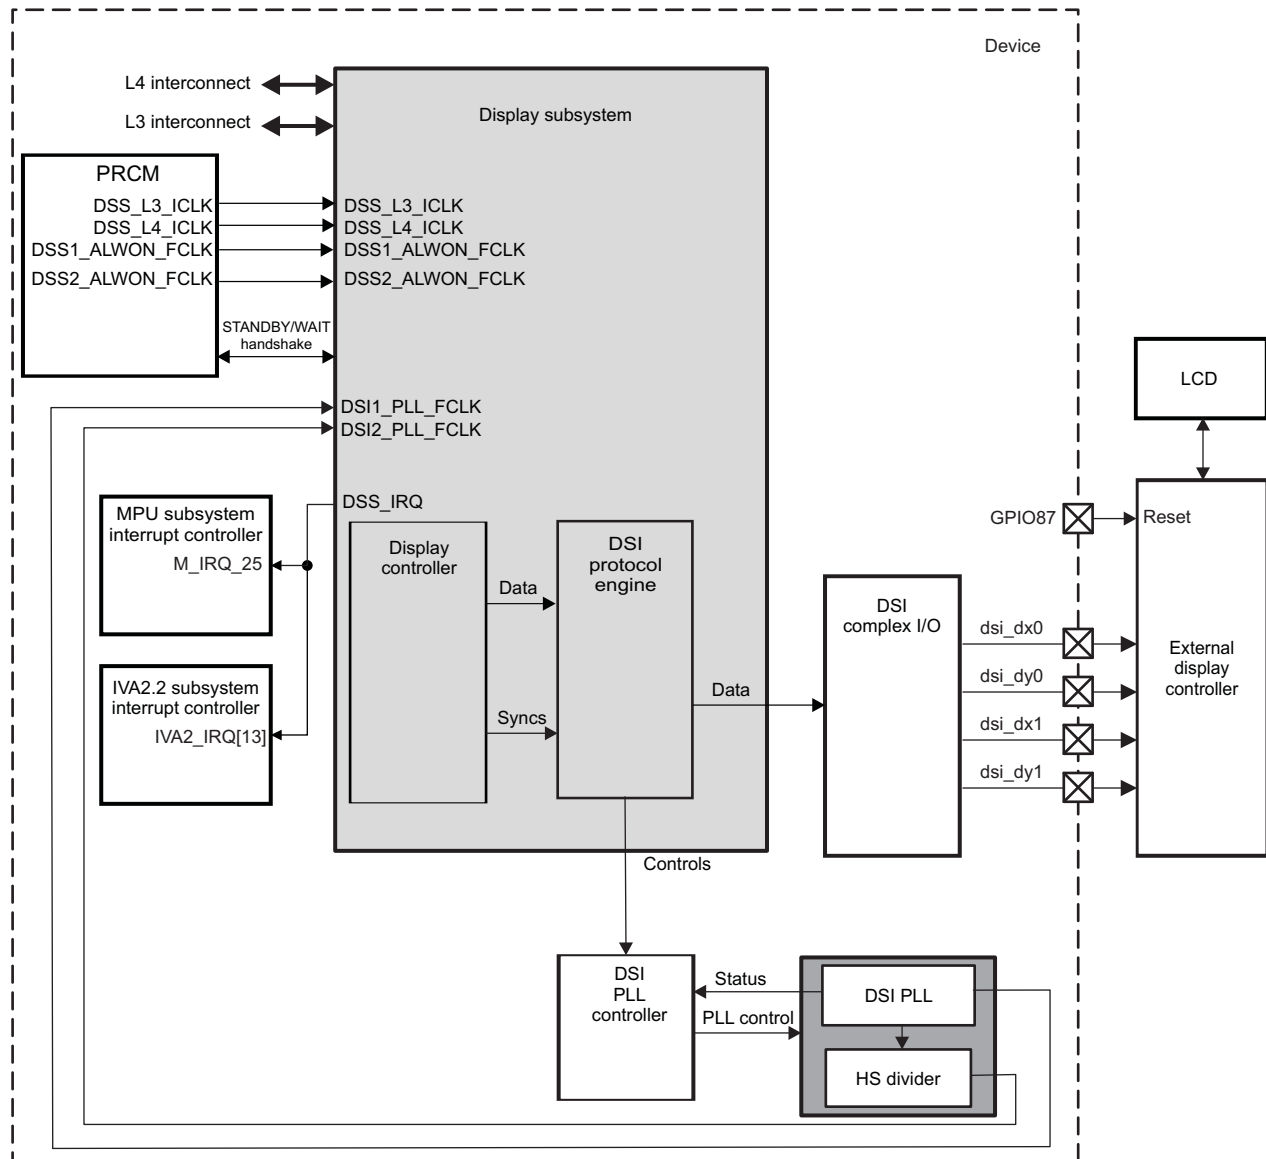 Device
L4 interconnect
L3 interconnect
Display subsystem
PRCM
DSS_L3_ICLK
DSS_L4_ICLK
DSS1_ALWON_FCLK
DSS2_ALWON_FCLK
DSS_L3_ICLK
DSS_L4_ICLK
DSS1_ALWON_FCLK
DSS2_ALWON_FCLK
STANDBY/WAIT
handshake
LCD
DSI1_PLL_FCLK
DSI2_PLL_FCLK
DSS_IRQ
MPU subsystem
interrupt controller
M_IRQ_25
IVA2.2 subsystem
interrupt controller
IVA2_IRQ[13]
Display
controller
Data
Syncs
DSI
protocol
engine
Data
DSI
complex I/O
GPIO87
Reset
dsi_dx0
dsi_dy0
dsi_dx1
dsi_dy1
External
display
controller
Controls
DSI
PLL
controller
Status
PLL control
DSI PLL
HS divider